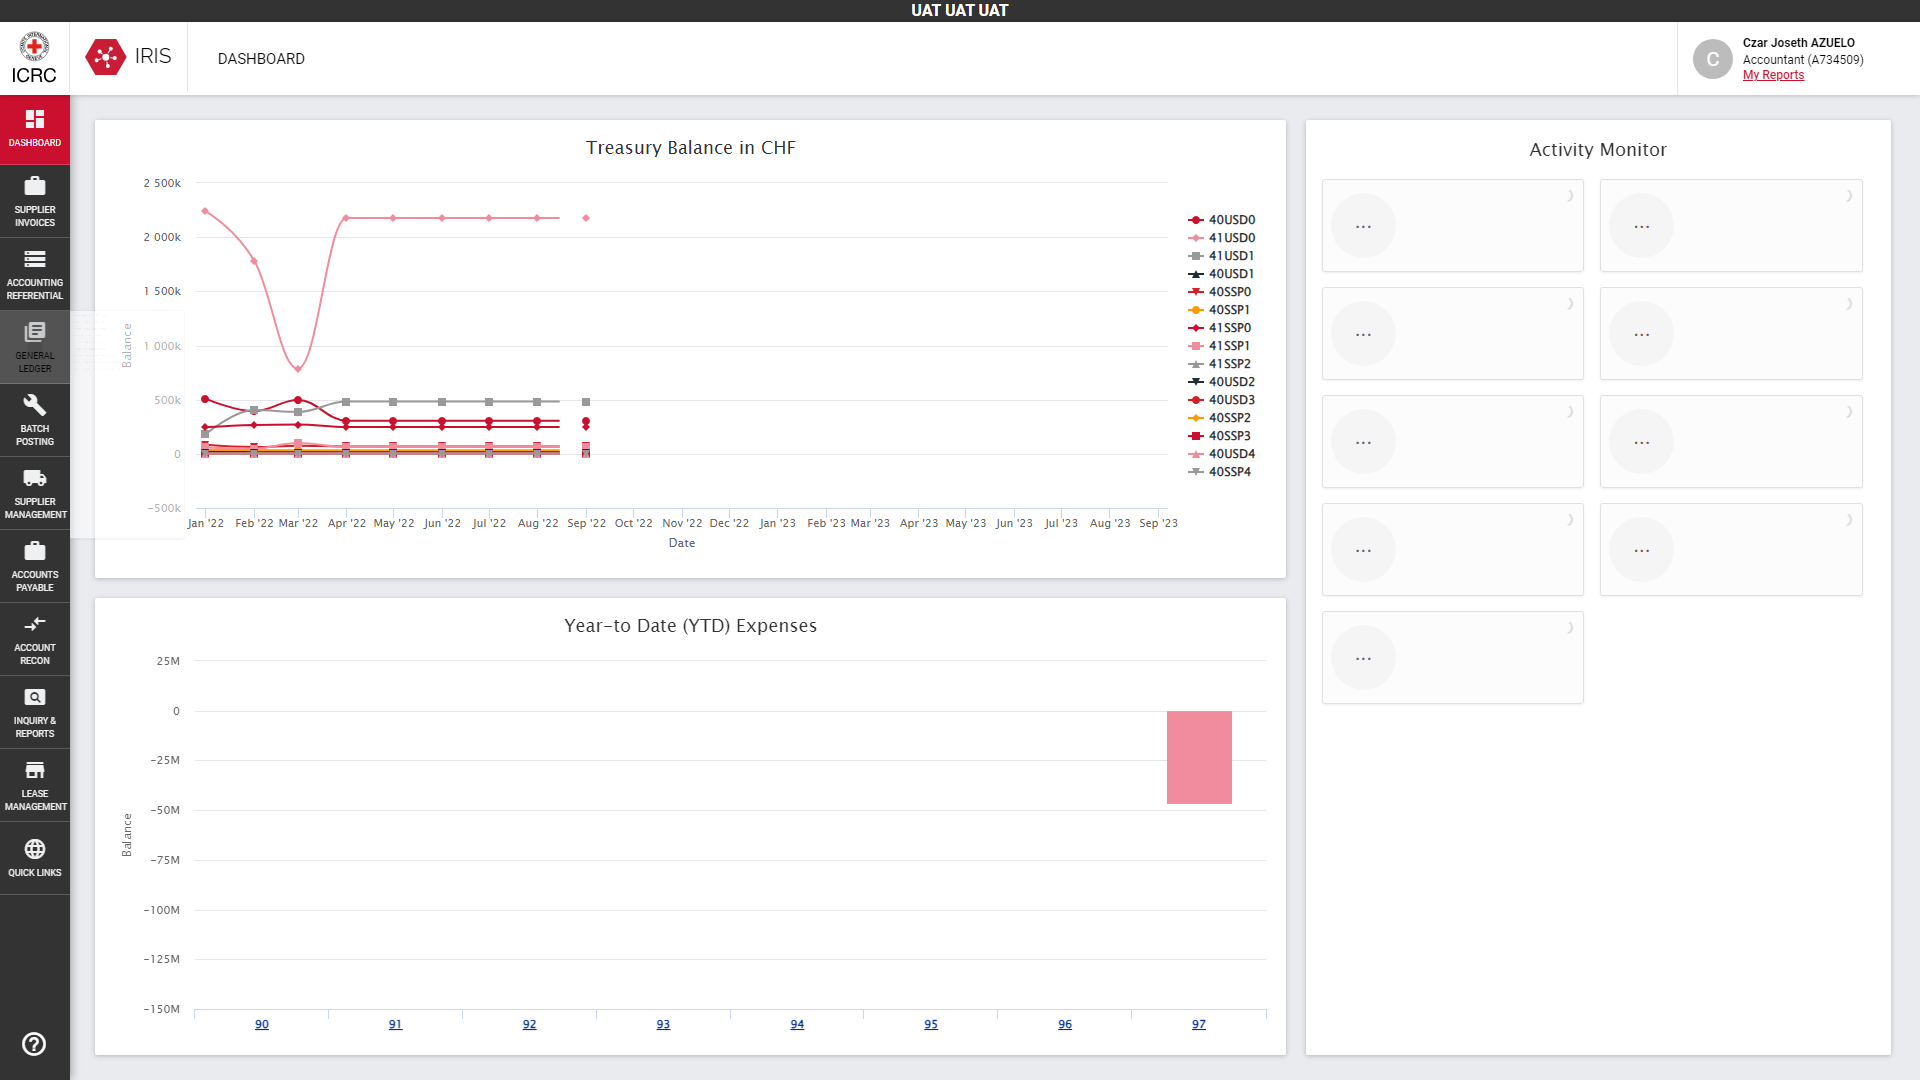 UAT UAT UAT
ICRC
IRIS
DASHBOARD
C
Czar Joseth AZUELO
Accountant (A734509)
My Reports
DASHBOARD
SUPPLIER
INVOICES
ACCOUNTING
REFERENTIAL
GENERAL
LEDGER
BATCH
POSTING
SUPPLIER
MANAGEMENT
ACCOUNTS
PAYABLE
ACCOUNT
RECON
INQUIRY &
REPORTS
LEASE
MANAGEMENT
QUICK LINKS
Treasury Balance in CHF
2 500k
2 000k
1 500k
1 000k
500k
0
−500k
Balance
Jan '22 Feb '22 Mar '22 Apr '22 May '22 Jun '22 Jul '22 Aug '22 Sep '22 Oct '22 Nov '22 Dec '22 Jan '23 Feb '23 Mar '23 Apr '23 May '23 Jun '23 Jul '23 Aug '23 Sep '23
Date
40USD0
41USD0
41USD1
40USD1
40SSP0
40SSP1
41SSP0
41SSP1
41SSP2
40USD2
40USD3
40SSP2
40SSP3
40USD4
40SSP4
Year−to Date (YTD) Expenses
25M
0
−25M
−50M
−75M
−100M
−125M
−150M
Balance
90 91 92 93 94 95 96 97
Activity Monitor
... ...
... ...
... ...
... ...
...